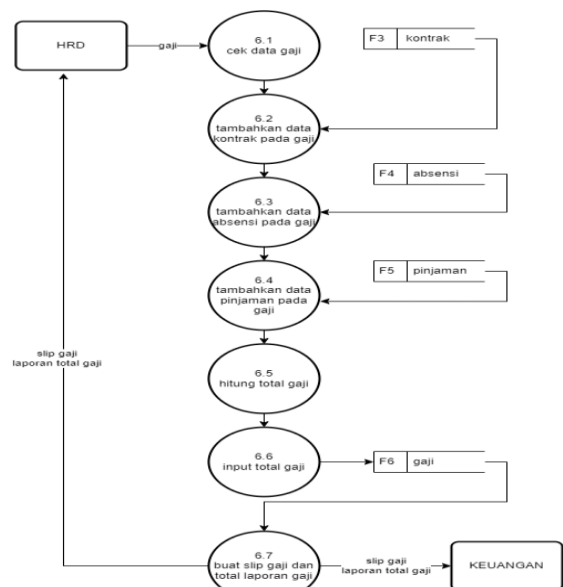 HRD
gaji
6.1
cek data gaji
F3 kontrak
6.2
tambahkan data
kontrak pada gaji
F4 absensi
6.3
tambahkan data
absensi pada gaji
F5 pinjaman
6.4
tambahkan data
pinjaman pada
gaji
slip gaji
laporan total gaji
6.5
hitung total gaji
6.6
input total gaji
F6 gaji
6.7
buat slip gaji dan
total laporan gaji
slip gaji
laporan total gaji
KEUANGAN